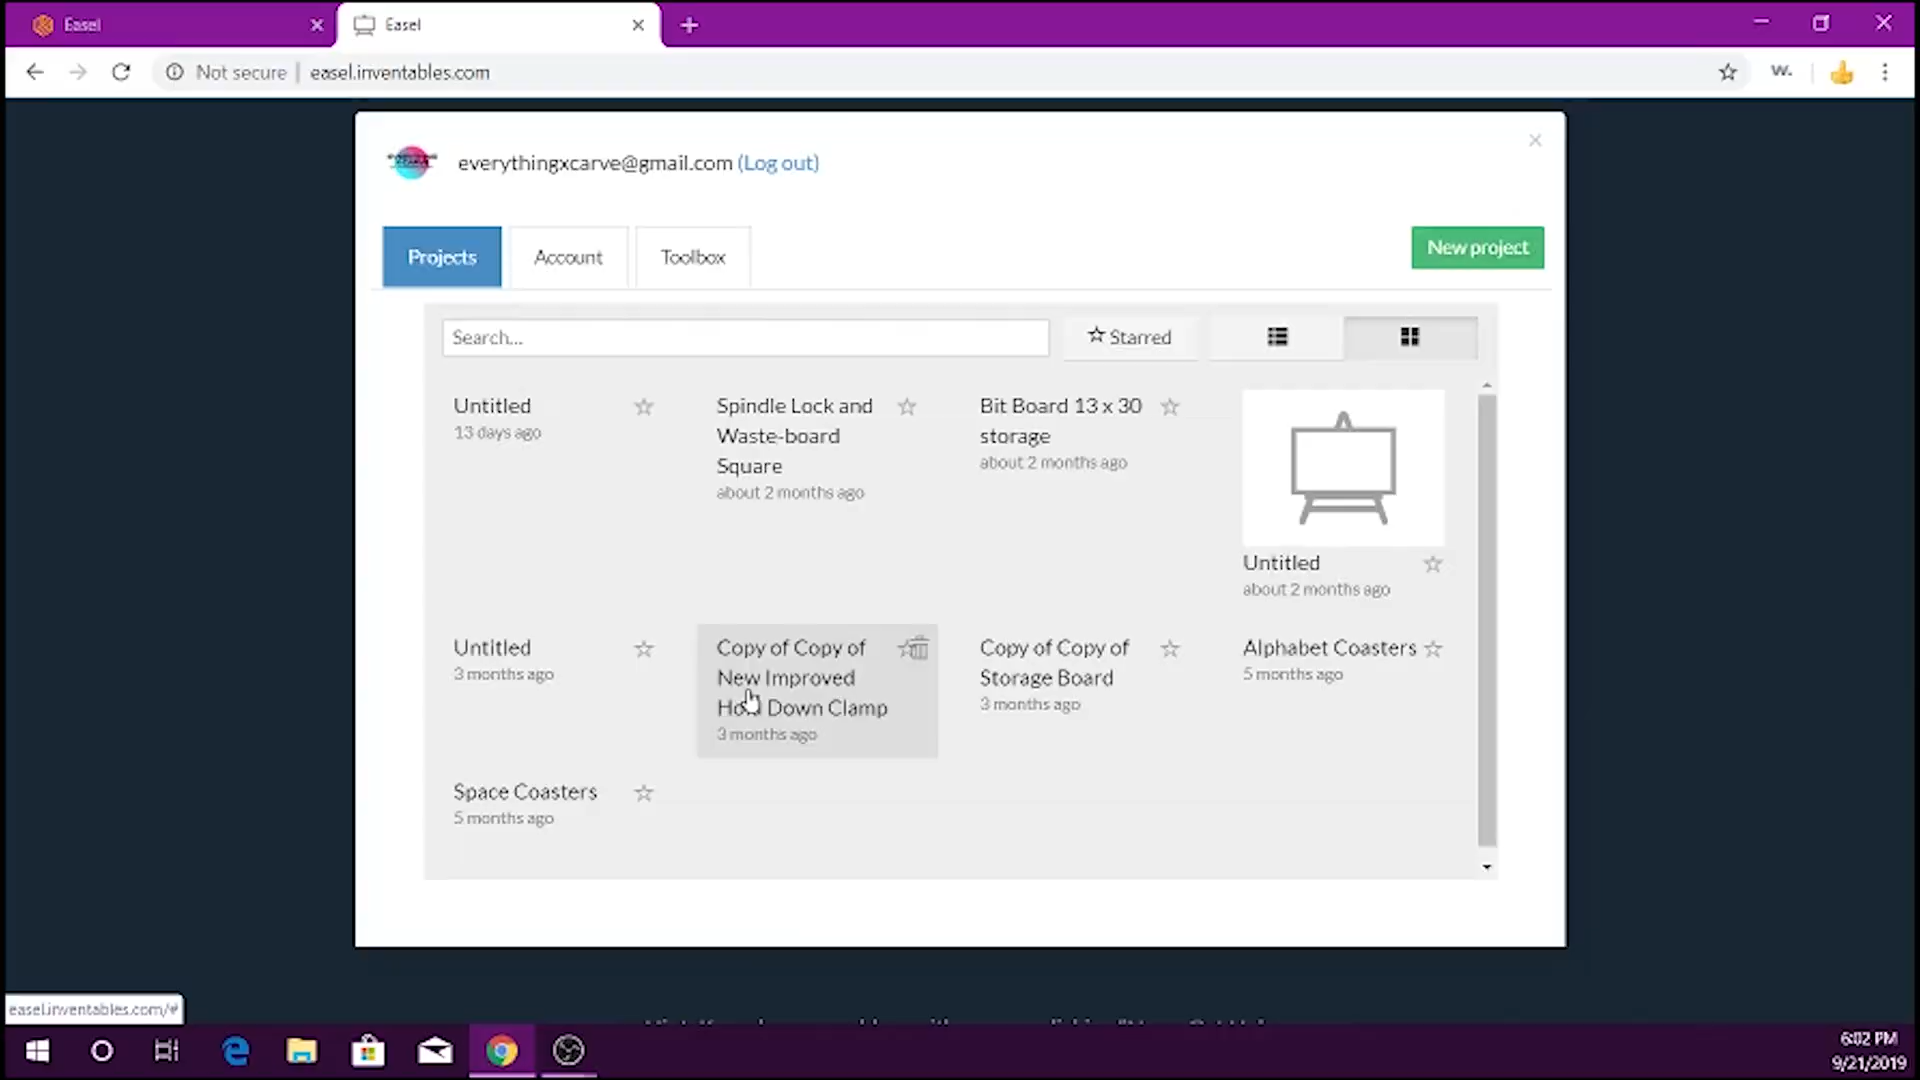 Easel
Easel
Not secure
easel.inventables.com
W.
everythingxcarve@gmail.com (Log out)
Projects
Account
Toolbox
New project
Search...
Starred
Untitled
13 days ago
Spindle Lock and
Waste-board
Square
about 2 months ago
Bit Board 13 x 30
storage
about 2 months ago
Untitled
about 2 months ago
Untitled
3 months ago
Copy of Copy of
New Improved
Hold Down Clamp
3 months ago
Copy of Copy of
Storage Board
3 months ago
Alphabet Coasters
5 months ago
Space Coasters
5 months ago
easel.inventables.com/#
6:02 PM
9/21/2019